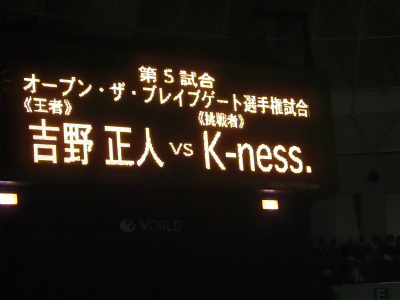 第5試合
オープン・ザ・ブレイブゲート選手権試合
《王者》 《挑戦者》
吉野 正人 vs K-ness.
WORLD